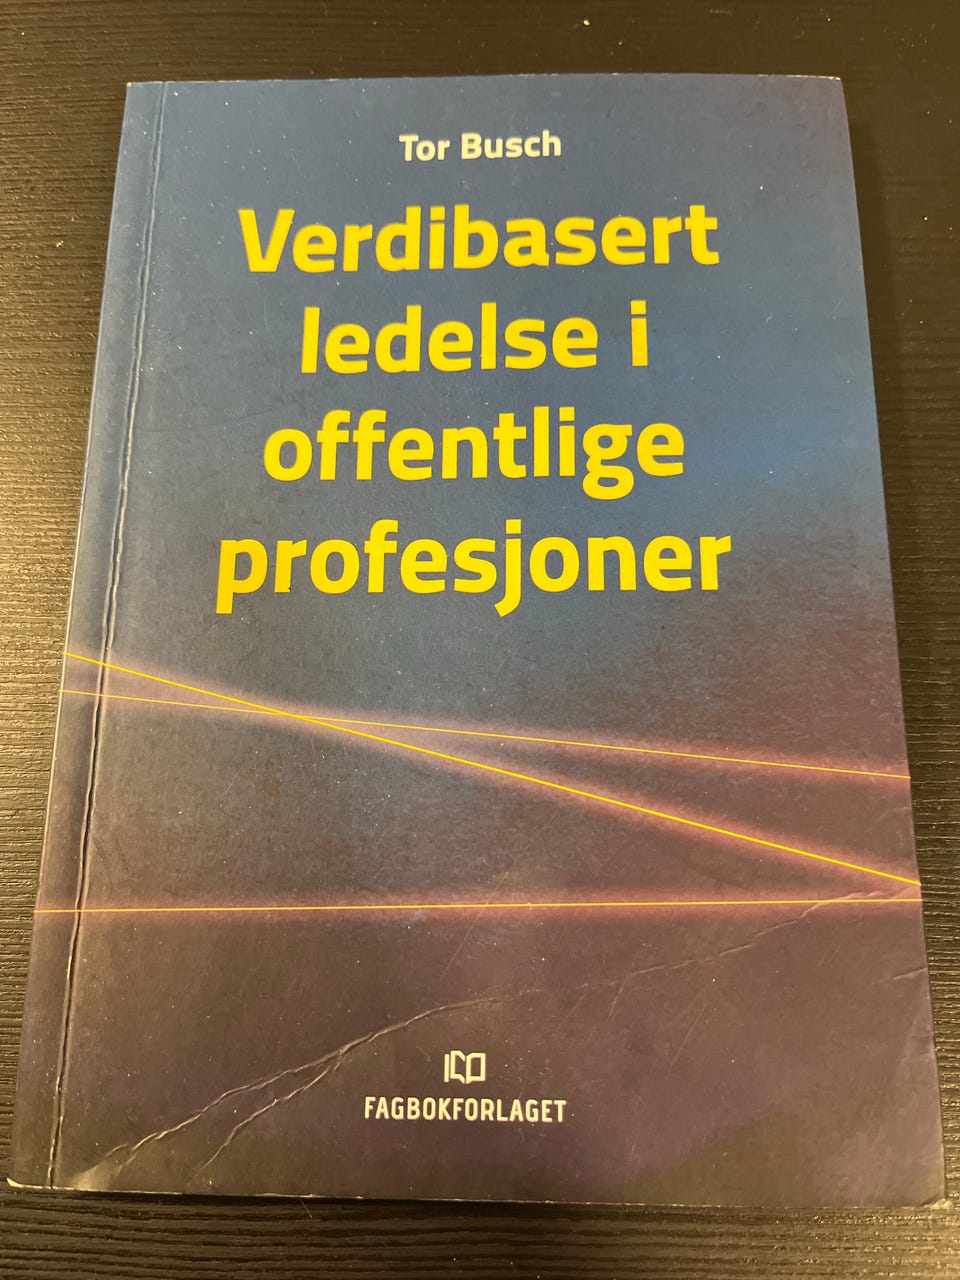 Tor Busch
Verdibasert
ledelse i
offentlige
profesjoner
FAGBOKFORLAGET